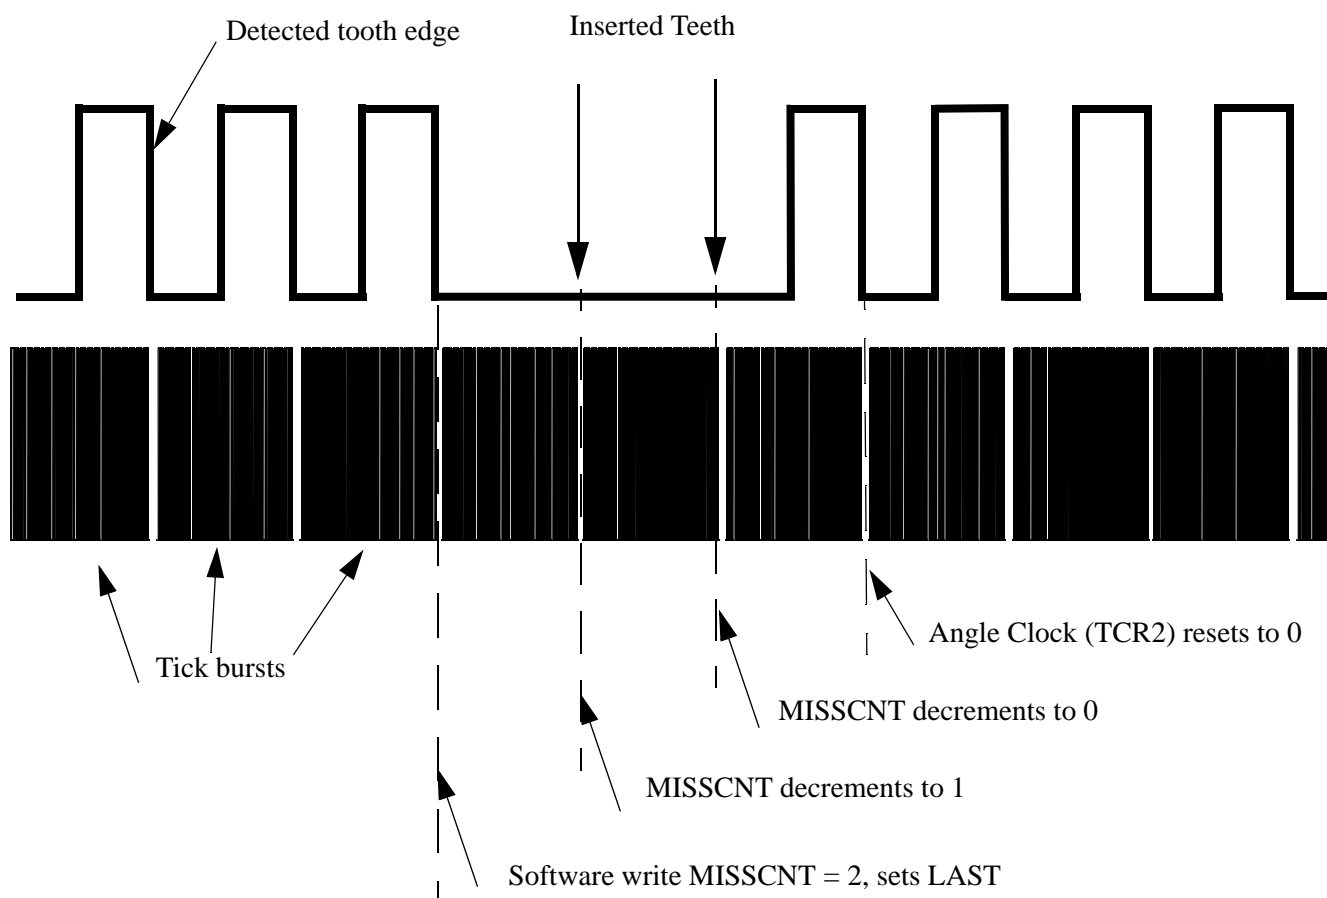 Detected tooth edge
Inserted Teeth
Tick bursts
Angle Clock (TCR2) resets to 0
MISSCNT decrements to 0
MISSCNT decrements to 1
Software write MISSCNT = 2, sets LAST